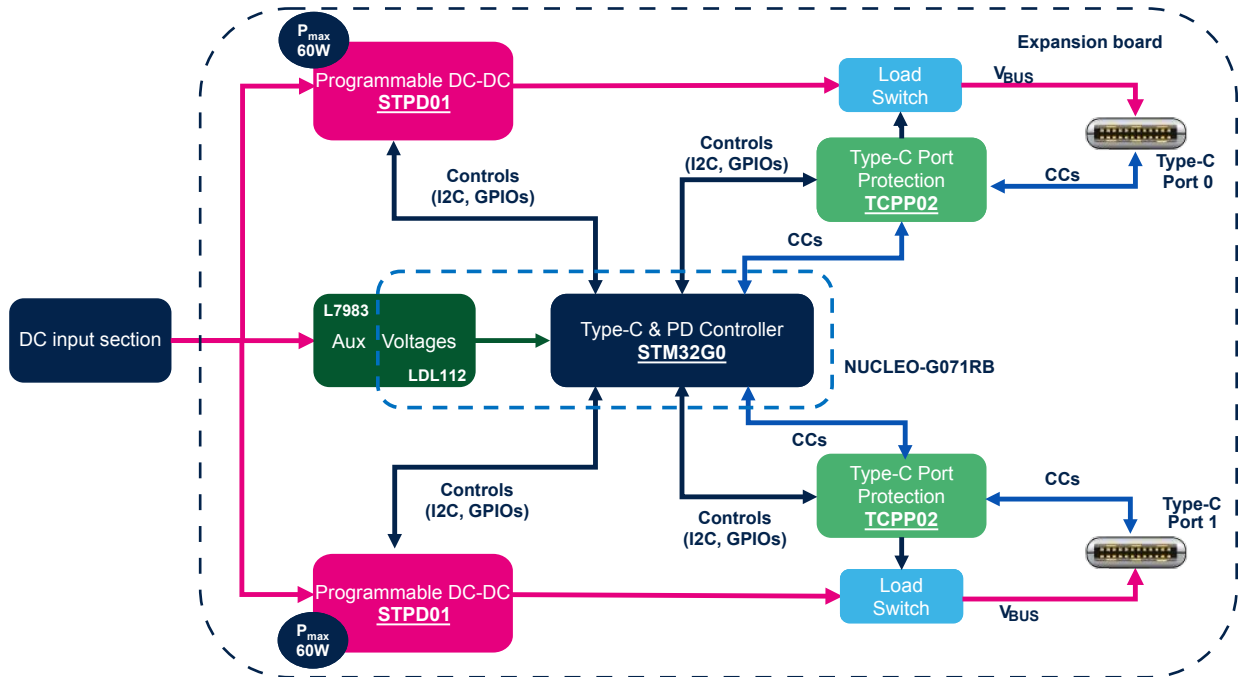 Pmax
60W
Programmable DC-DC
STPD01
Load
Switch
Expansion board
VBUS
Controls
(I2C, GPIOs)
Controls
(I2C, GPIOs)
Type-C Port
Protection
TCPP02
CCs
Type-C
Port 0
CCs
DC input section
L7983
Aux Voltages
LDL112
Type-C & PD Controller
STM32G0
NUCLEO-G071RB
CCs
Controls
(I2C, GPIOs)
Controls
(I2C, GPIOs)
Type-C Port
Protection
TCPP02
CCs
Type-C
Port 1
Programmable DC-DC
STPD01
Pmax
60W
Load
Switch
VBUS